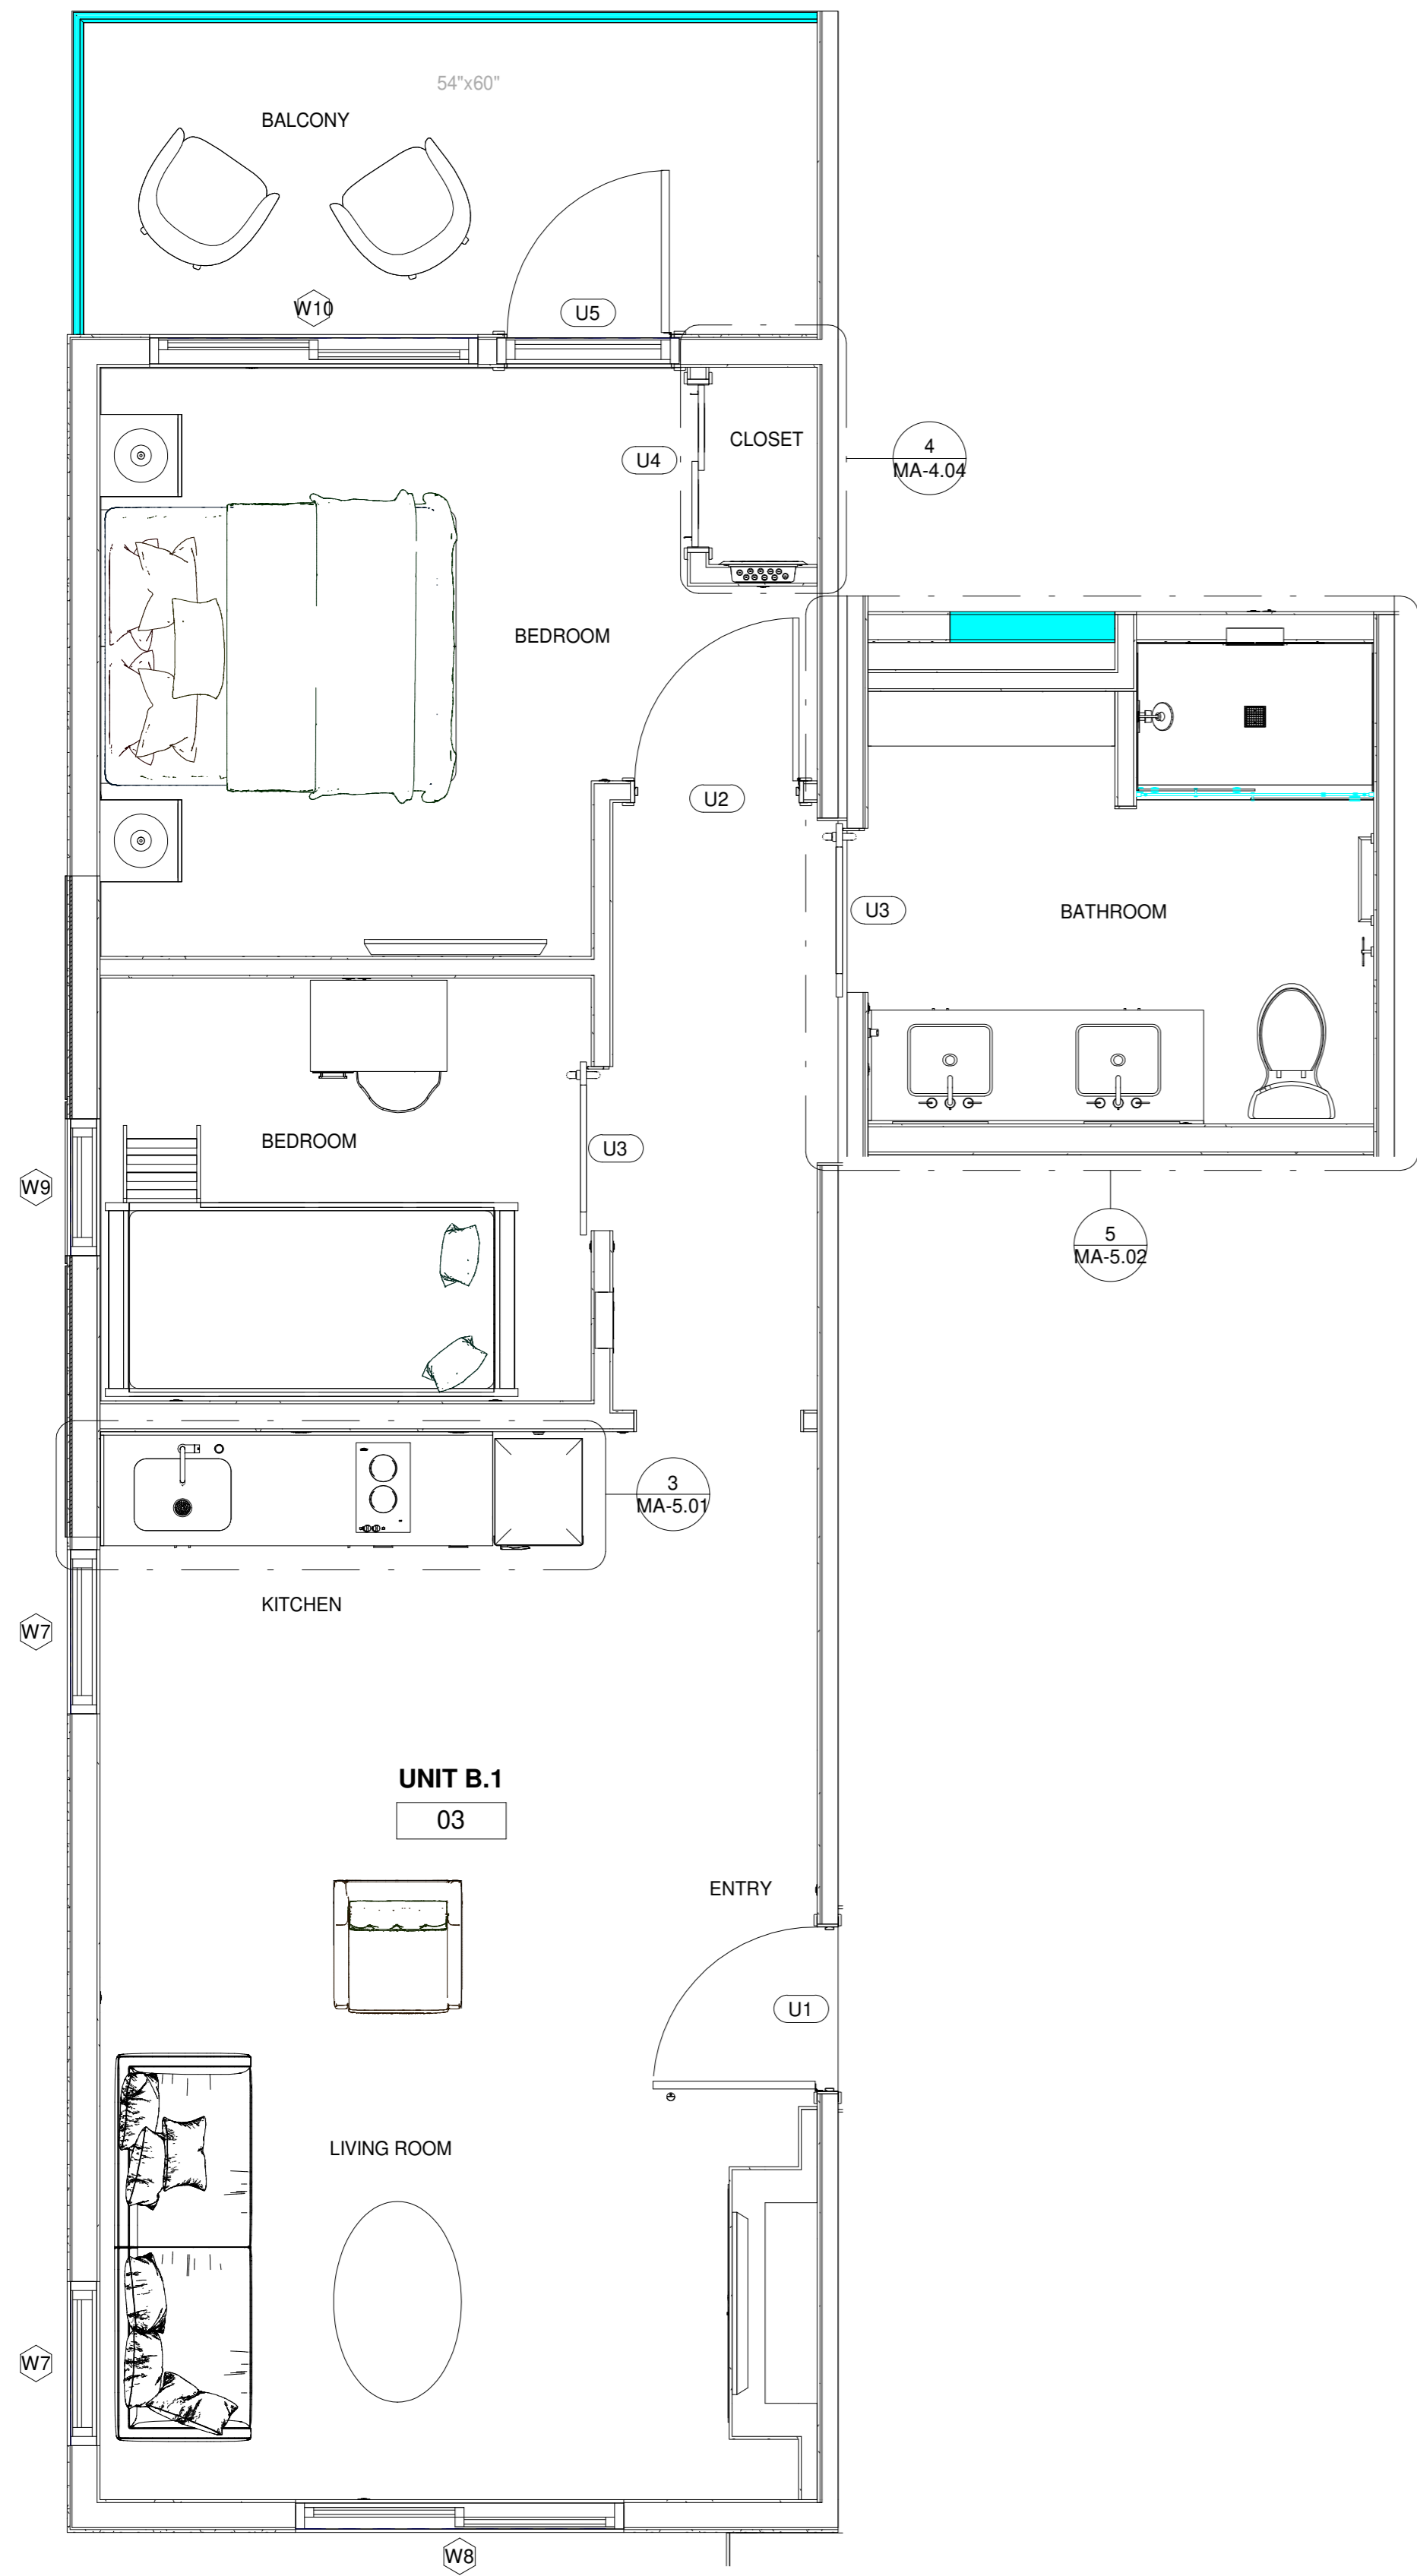 54"x60"
BALCONY
W10
U5
CLOSET
U4
4
MA-4.04
BEDROOM
U2
U3
BATHROOM
BEDROOM
U3
W9
5
MA-5.02
3
MA-5.01
KITCHEN
W7
UNIT B.1
03
ENTRY
U1
LIVING ROOM
W7
W8